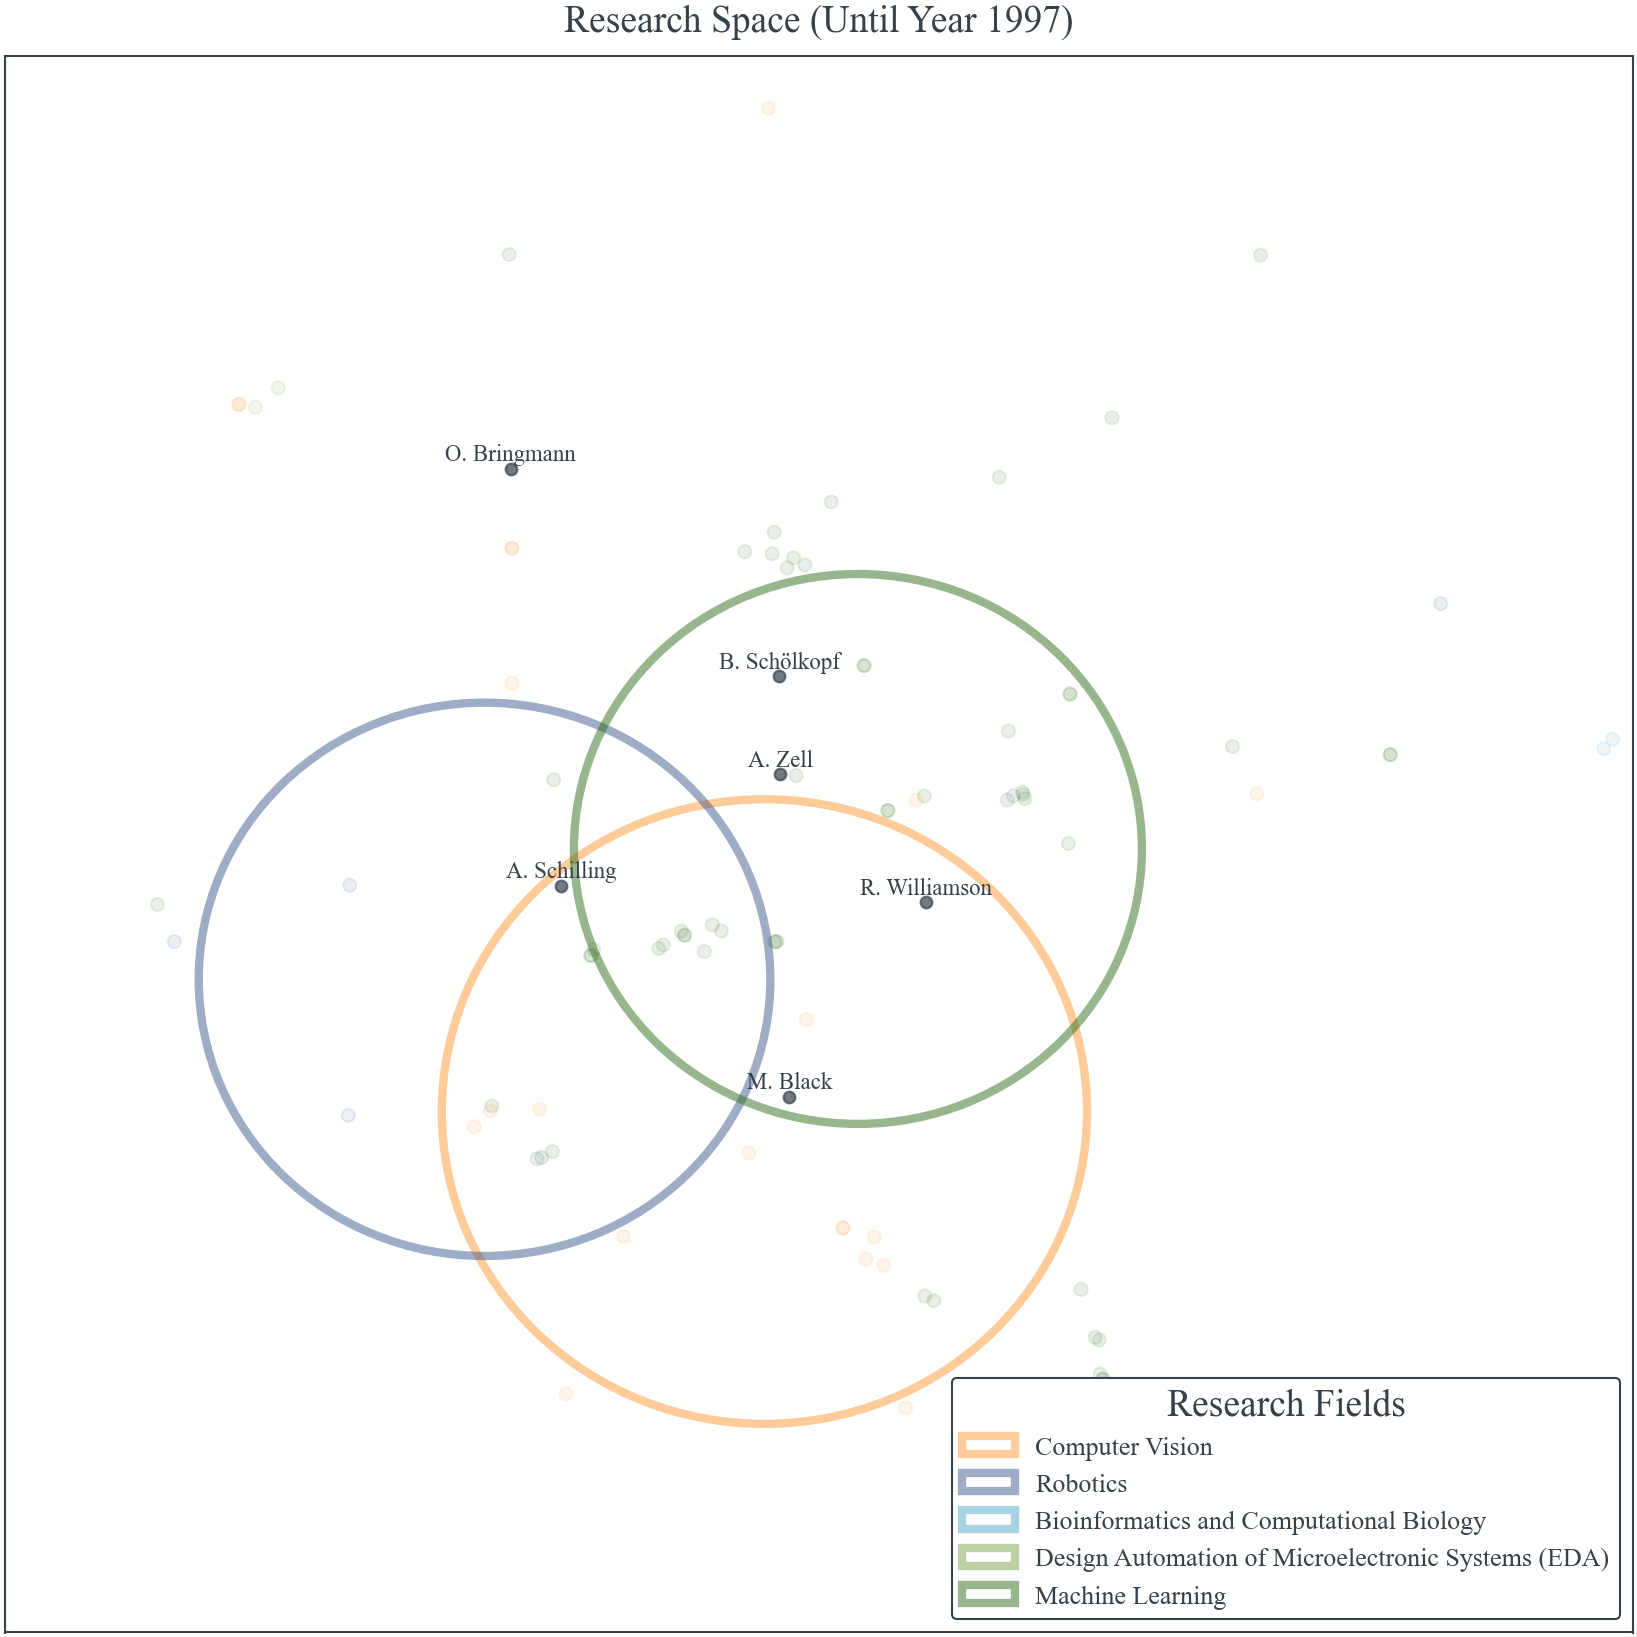 Research Space (Until Year 1997)
O. Bringmann
B. Schölkopf
A. Zell
A. Schilling
R. Williamson
M. Black
Research Fields
Computer Vision
Robotics
Bioinformatics and Computational Biology
Design Automation of Microelectronic Systems (EDA)
Machine Learning